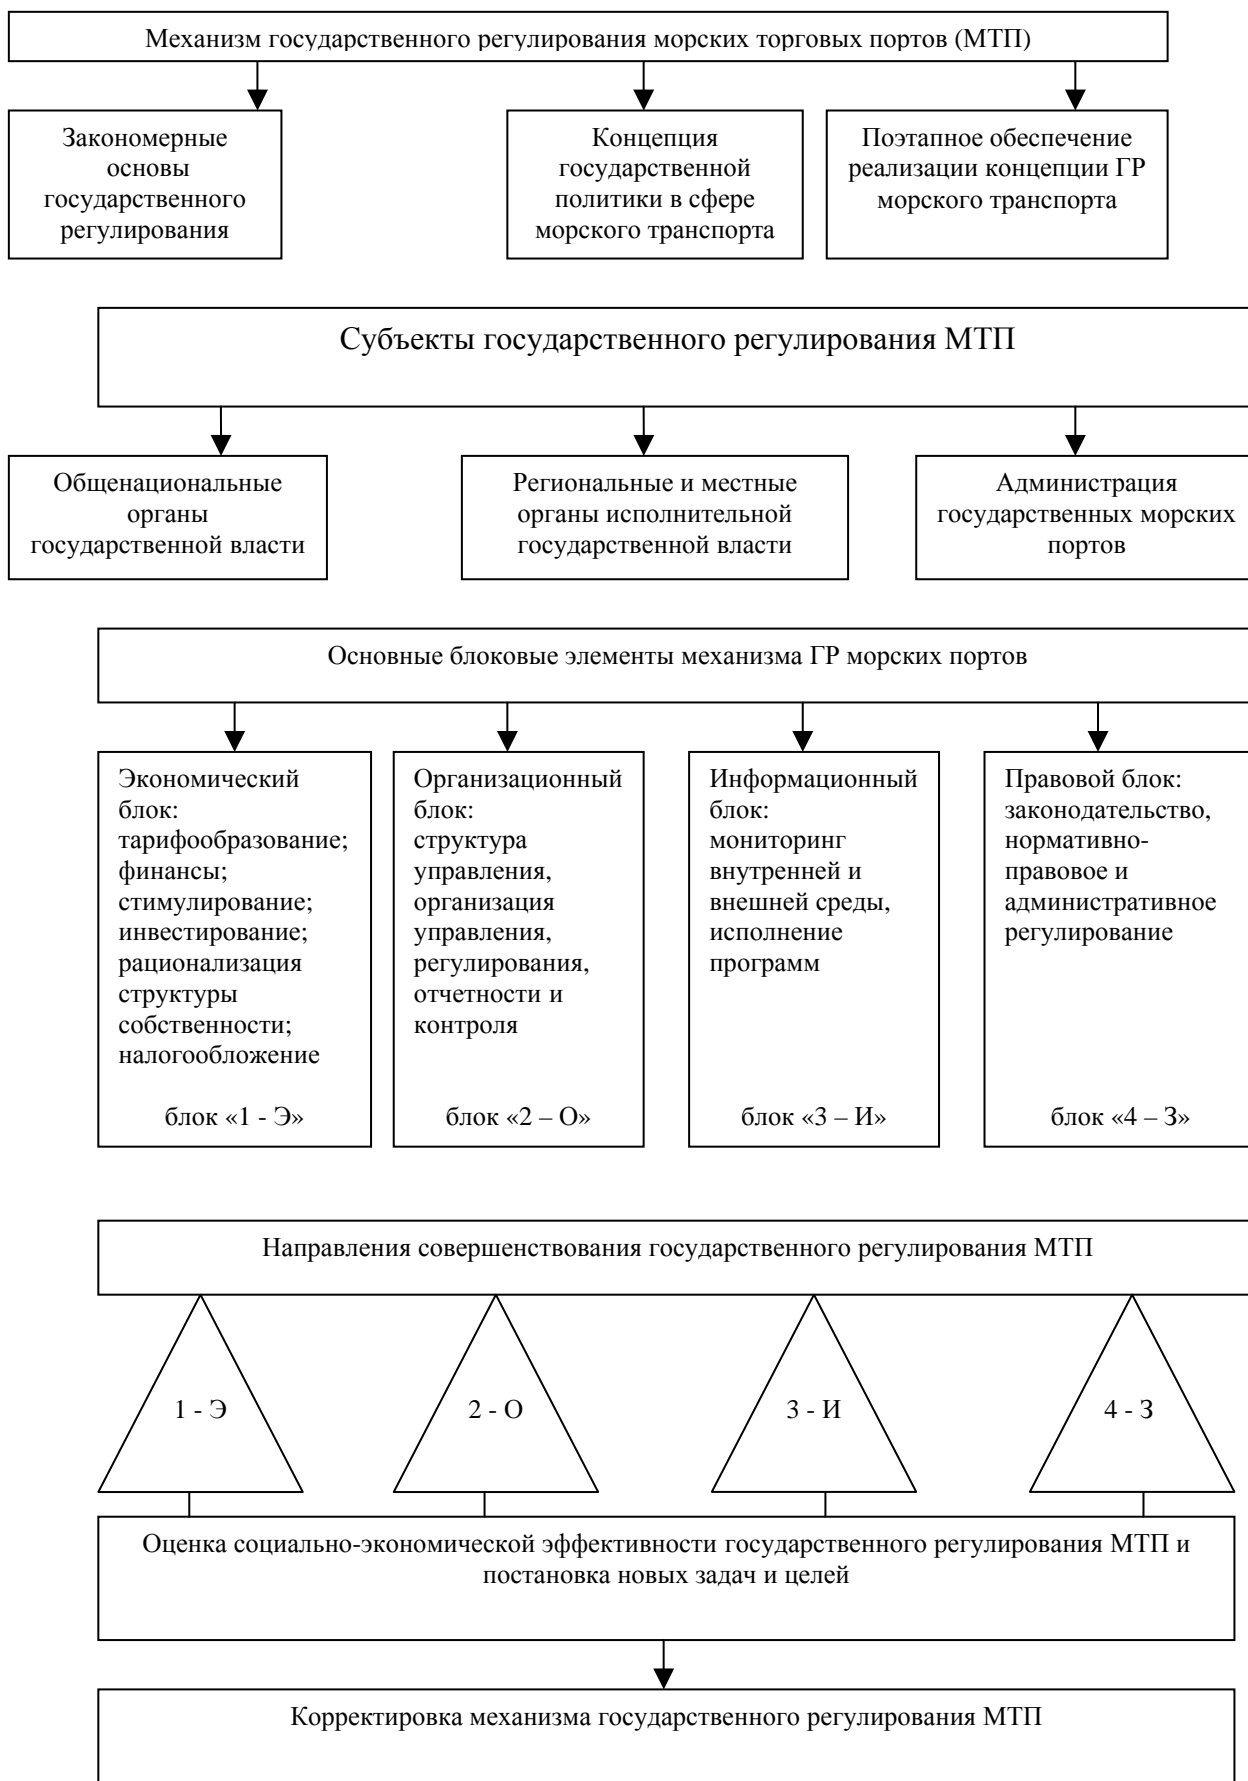 Механизм государственного регулирования морских торговых портов (МТП)
Закономерные
основы
государственного
регулирования
Концепция
государственной
политики в сфере
морского транспорта
Поэтапное обеспечение
реализации концепции ГР
морского транспорта
Субъекты государственного регулирования МТП
Общенациональные
органы
государственной власти
Региональные и местные
органы исполнительной
государственной власти
Администрация
государственных морских
портов
Основные блоковые элементы механизма ГР морских портов
Экономический
блок:
тарифообразование;
финансы;
стимулирование;
инвестирование;
рационализация
структуры
собственности;
налогообложение
блок «1 - Э»
Организационный
блок:
структура
управления,
организация
управления,
регулирования,
отчетности и
контроля
блок «2 – О»
Информационный
блок:
мониторинг
внутренней и
внешней среды,
исполнение
программ
блок «3 – И»
Правовой блок:
законодательство,
нормативно-
правовое и
административное
регулирование
блок «4 – З»
Направления совершенствования государственного регулирования МТП
1 - Э
2 - О
3 - И
4 - З
Оценка социально-экономической эффективности государственного регулирования МТП и
постановка новых задач и целей
Корректировка механизма государственного регулирования МТП